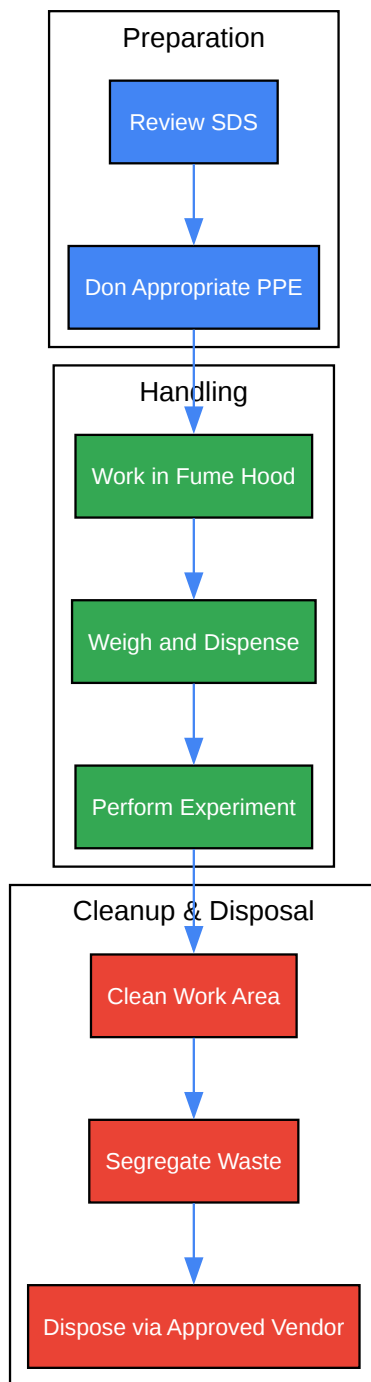 Preparation
Review SDS
Don Appropriate PPE
Handling
Work in Fume Hood
Weigh and Dispense
Perform Experiment
Cleanup & Disposal
Clean Work Area
Segregate Waste
Dispose via Approved Vendor